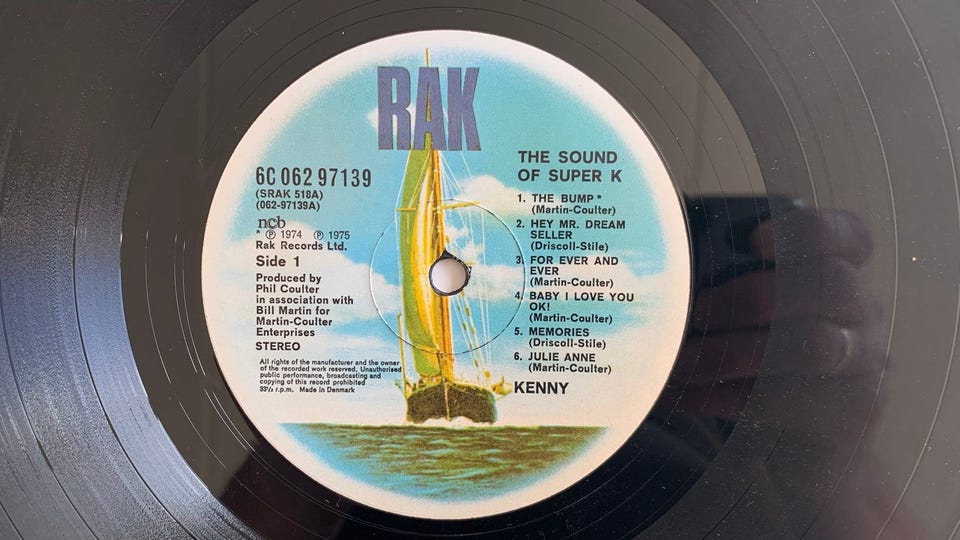 RAK
6C 062 97139
(SRAK 518A)
(062-97139A)
ncb
* Ⓟ 1974 Ⓟ 1975
Rak Records Ltd.
Side 1
Produced by
Phil Coulter
in association with
Bill Martin for
Martin-Coulter
Enterprises
STEREO
All rights of the manufacturer and the owner
of the recorded work reserved. Unauthorised
public performance, broadcasting and
copying of this record prohibited
33⅓ r.p.m. Made in Denmark
THE SOUND
OF SUPER K
1. THE BUMP *
(Martin-Coulter)
2. HEY MR. DREAM
SELLER
(Driscoll-Stile)
3. FOR EVER AND
EVER
(Martin-Coulter)
4. BABY I LOVE YOU
OK!
(Martin-Coulter)
5. MEMORIES
(Driscoll-Stile)
6. JULIE ANNE
(Martin-Coulter)
KENNY